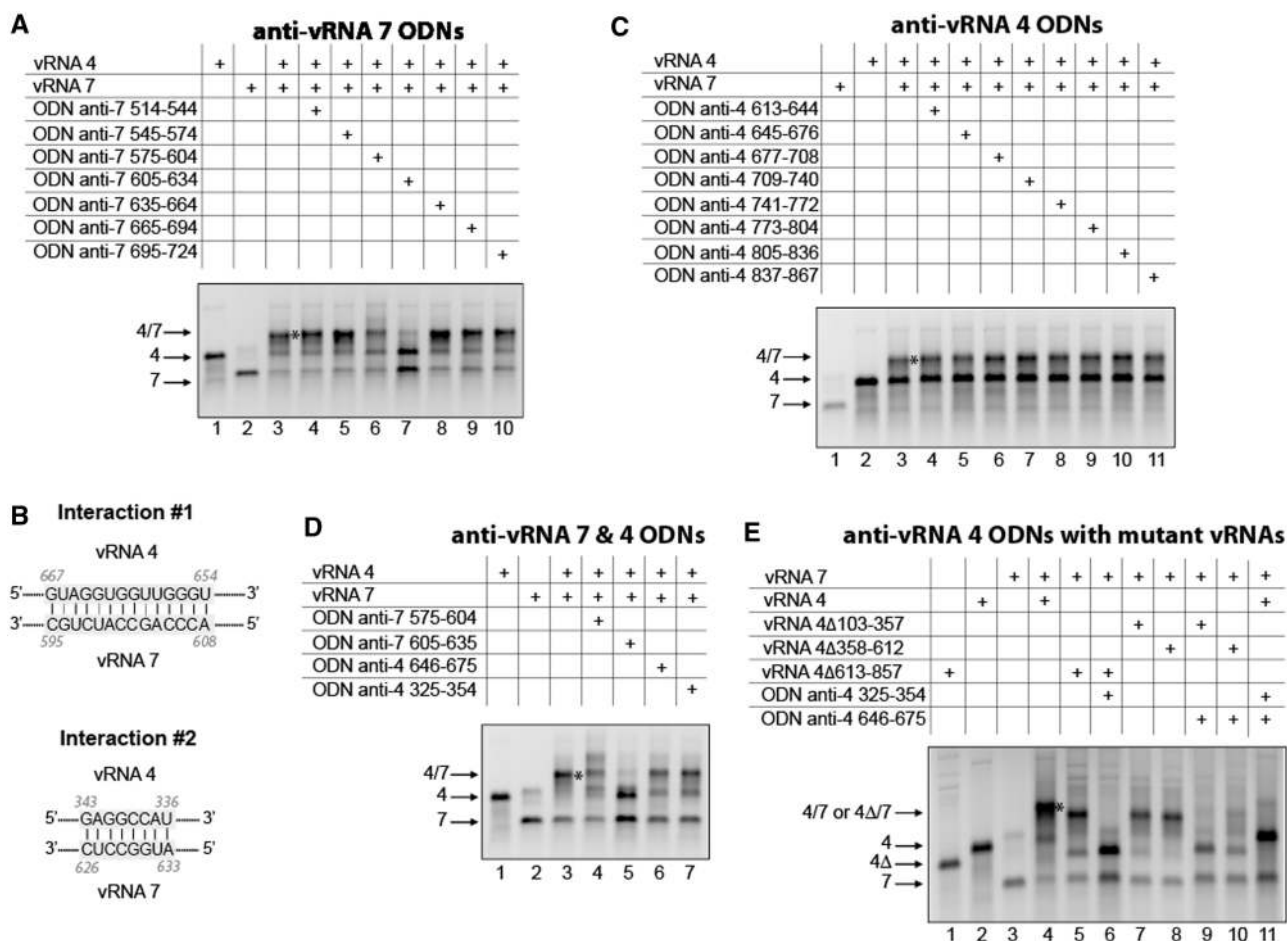 A
anti-vRNA 7 ODNs
vRNA 4 + + + + + + + + +
vRNA 7 + + + + + + + + +
ODN anti-7 514-544 +
ODN anti-7 545-574 +
ODN anti-7 575-604 +
ODN anti-7 605-634 +
ODN anti-7 635-664 +
ODN anti-7 665-694 +
ODN anti-7 695-724 +
4/7 *
4
7
1 2 3 4 5 6 7 8 9 10
C
anti-vRNA 4 ODNs
vRNA 4 + + + + + + + + + +
vRNA 7 + + + + + + + + + +
ODN anti-4 613-644 +
ODN anti-4 645-676 +
ODN anti-4 677-708 +
ODN anti-4 709-740 +
ODN anti-4 741-772 +
ODN anti-4 773-804 +
ODN anti-4 805-836 +
ODN anti-4 837-867 +
4/7 *
4
7
1 2 3 4 5 6 7 8 9 10 11
B
Interaction #1
vRNA 4
667 654
5' GUAGGUGGUUGGGU 3'
3' CGUCUACCGACCCA 5'
595 608
vRNA 7
Interaction #2
vRNA 4
343 336
5' GAGGCCAU 3'
3' CUCCGGUA 5'
626 633
vRNA 7
D
anti-vRNA 7 & 4 ODNs
vRNA 4 + + + + + +
vRNA 7 + + + + + +
ODN anti-7 575-604 +
ODN anti-7 605-635 +
ODN anti-4 646-675 +
ODN anti-4 325-354 +
4/7 *
4
7
1 2 3 4 5 6 7
E
anti-vRNA 4 ODNs with mutant vRNAs
vRNA 7 + + + + + + + + +
vRNA 4 + + +
vRNA 4Δ103-357 + +
vRNA 4Δ358-612 + +
vRNA 4Δ613-857 + + +
ODN anti-4 325-354 + +
ODN anti-4 646-675 + + +
4/7 or 4Δ/7 *
4
4Δ
7
1 2 3 4 5 6 7 8 9 10 11